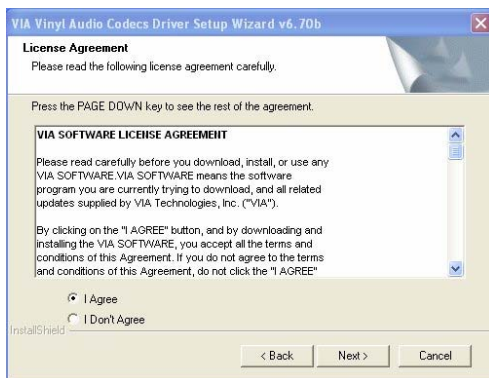 VIA Vinyl Audio Codecs Driver Setup Wizard v6.70b
License Agreement
Please read the following license agreement carefully.
Press the PAGE DOWN key to see the rest of the agreement.
VIA SOFTWARE LICENSE AGREEMENT
Please read carefully before you download, install, or use any
VIA SOFTWARE.VIA SOFTWARE means the software
program you are currently trying to download, and all related
updates supplied by VIA Technologies, Inc. ("VIA").
By clicking on the "I AGREE" button, and by downloading and
installing the VIA SOFTWARE, you accept all the terms and
conditions of this Agreement. If you do not agree to the terms
and conditions of this Agreement, do not click the "I AGREE"
I Agree
I Don't Agree
InstallShield
< Back Next > Cancel